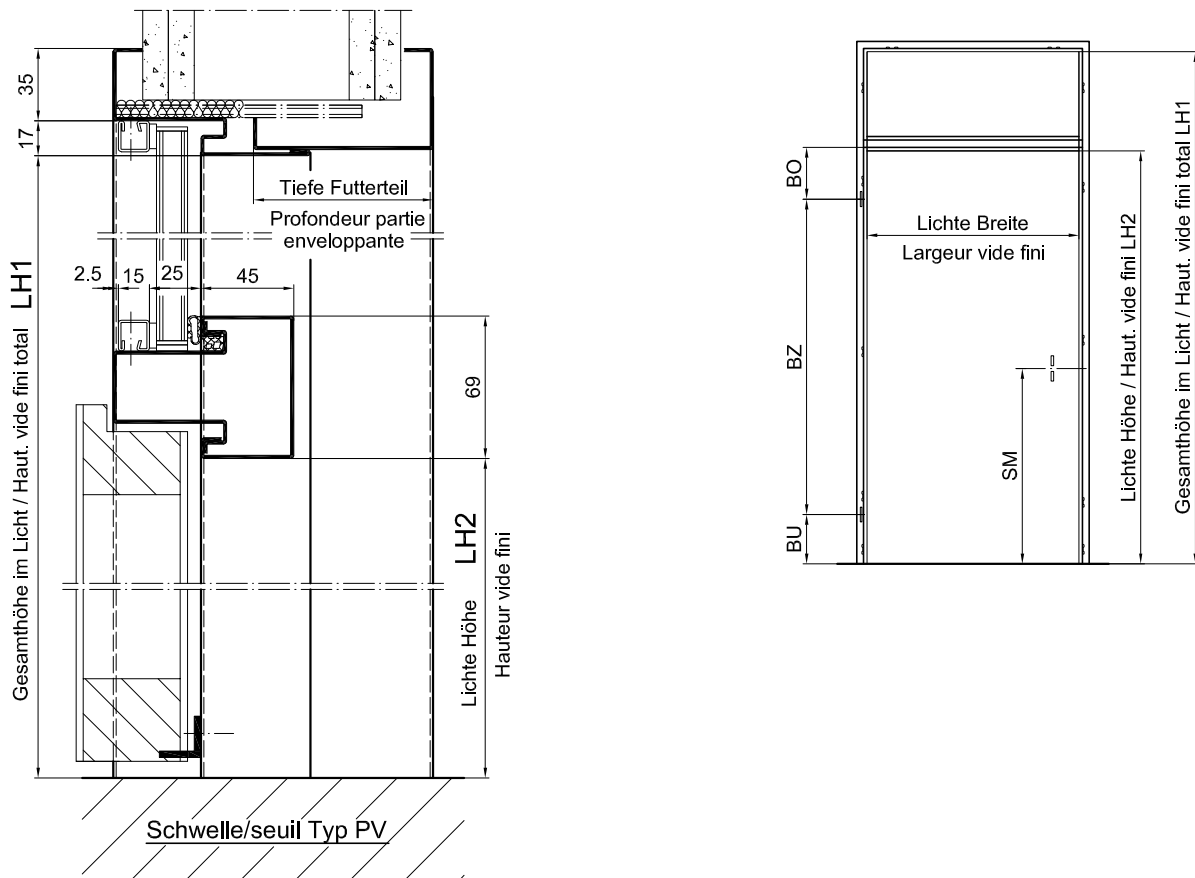 35
17
Tiefe Futterteil
Profondeur partie
enveloppante
2.5
15
25
45
69
Gesamthöhe im Licht / Haut. vide fini total LH1
Lichte Höhe LH2
Hauteur vide fini
Schwelle/seuil Typ PV
BO
BZ
BU
Lichte Breite
Largeur vide fini
SM
Lichte Höhe / Haut. vide fini LH2
Gesamthöhe im Licht / Haut. vide fini total LH1